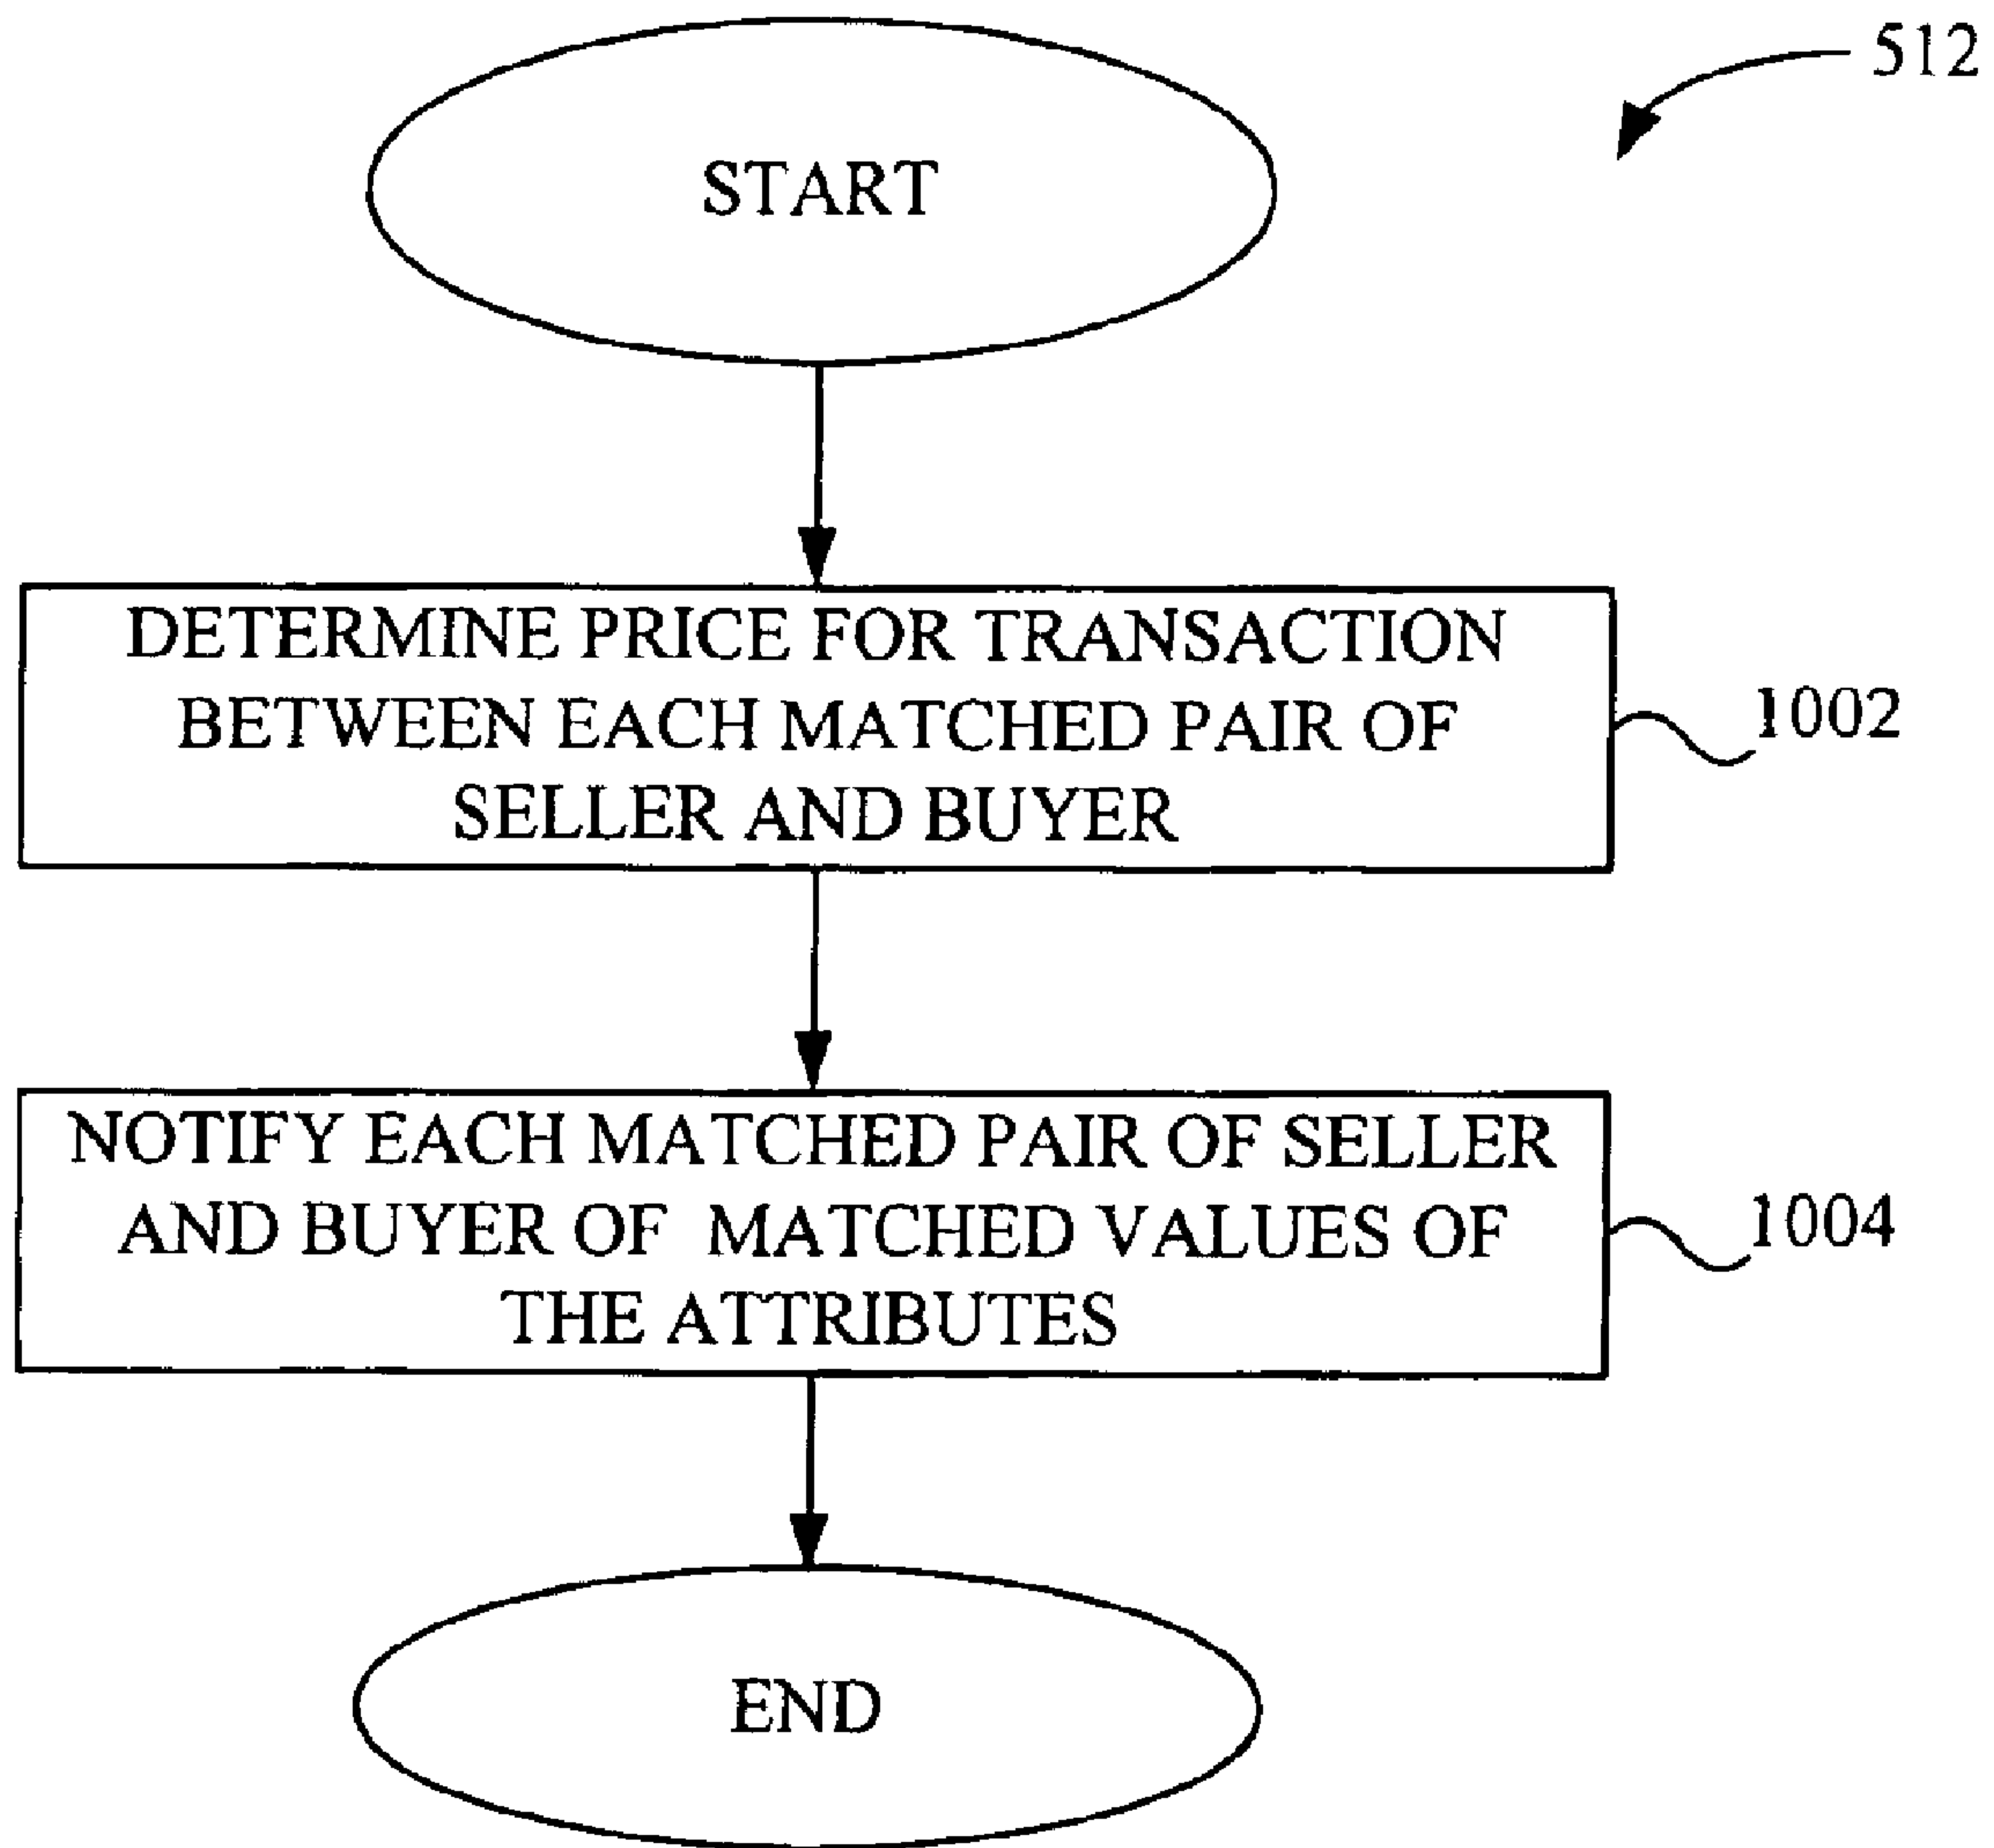 512
START
DETERMINE PRICE FOR TRANSACTION
BETWEEN EACH MATCHED PAIR OF
SELLER AND BUYER
1002
NOTIFY EACH MATCHED PAIR OF SELLER
AND BUYER OF MATCHED VALUES OF
THE ATTRIBUTES
1004
END